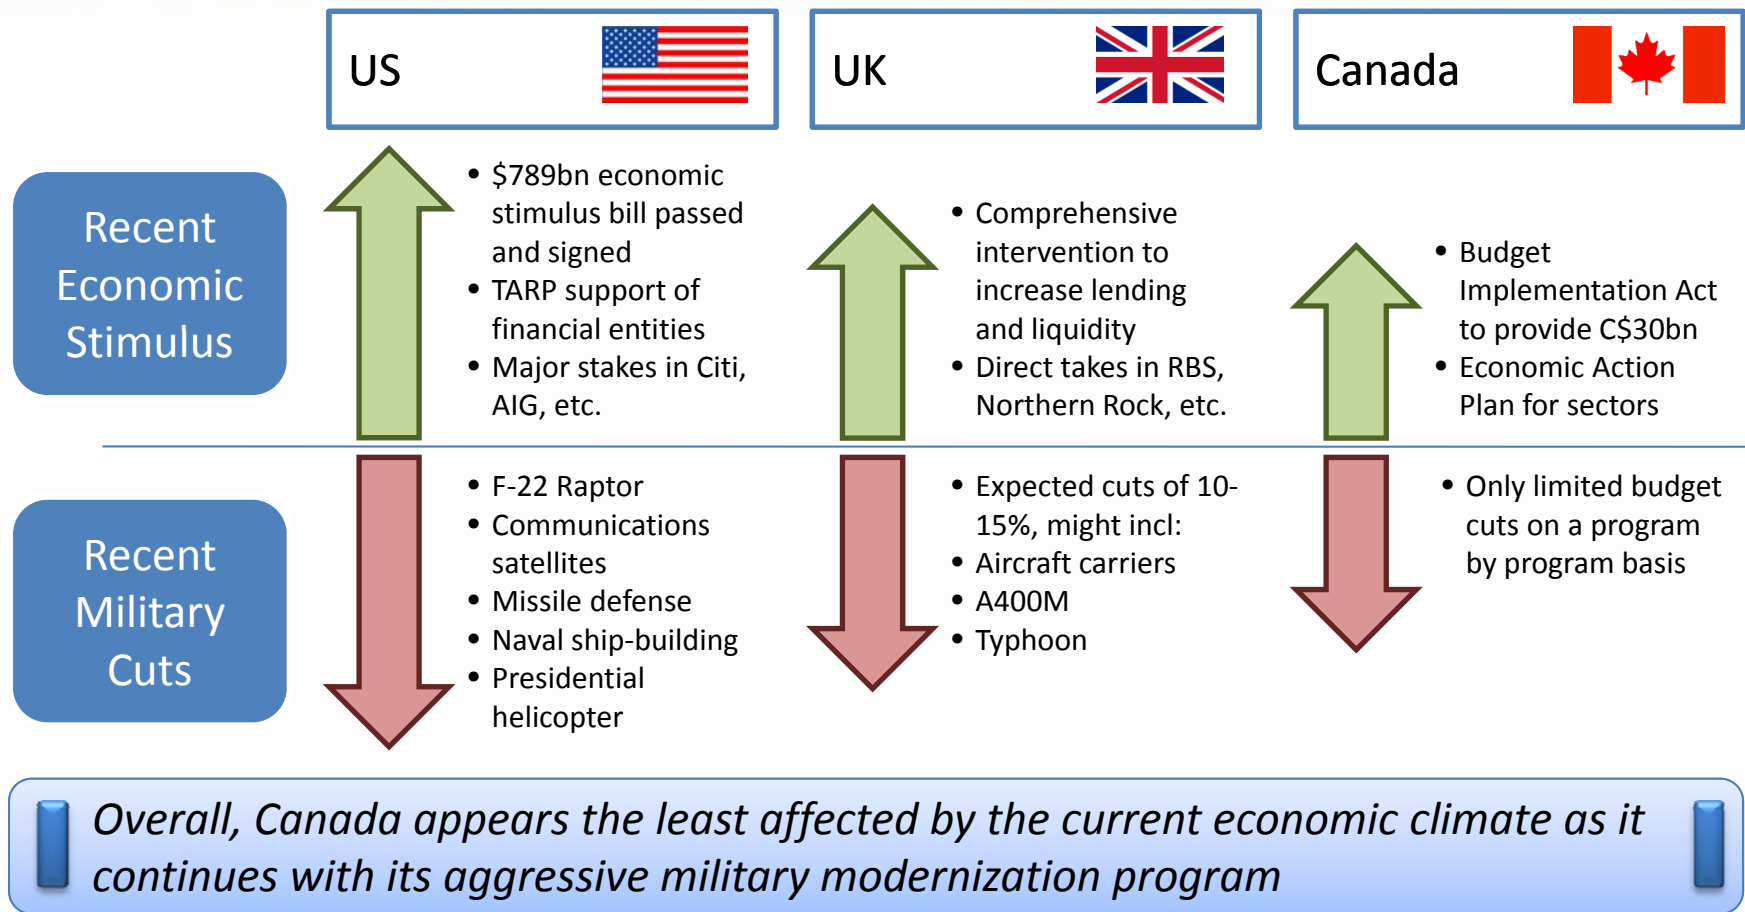 US
UK
Canada
Recent
Economic
Stimulus
• $789bn economic
stimulus bill passed
and signed
• TARP support of
financial entities
• Major stakes in Citi,
AIG, etc.
• Comprehensive
intervention to
increase lending
and liquidity
• Direct takes in RBS,
Northern Rock, etc.
• Budget
Implementation Act
to provide C$30bn
• Economic Action
Plan for sectors
Recent
Military
Cuts
• F-22 Raptor
• Communications
satellites
• Missile defense
• Naval ship-building
• Presidential
helicopter
• Expected cuts of 10-
15%, might incl:
• Aircraft carriers
• A400M
• Typhoon
• Only limited budget
cuts on a program
by program basis
Overall, Canada appears the least affected by the current economic climate as it
continues with its aggressive military modernization program